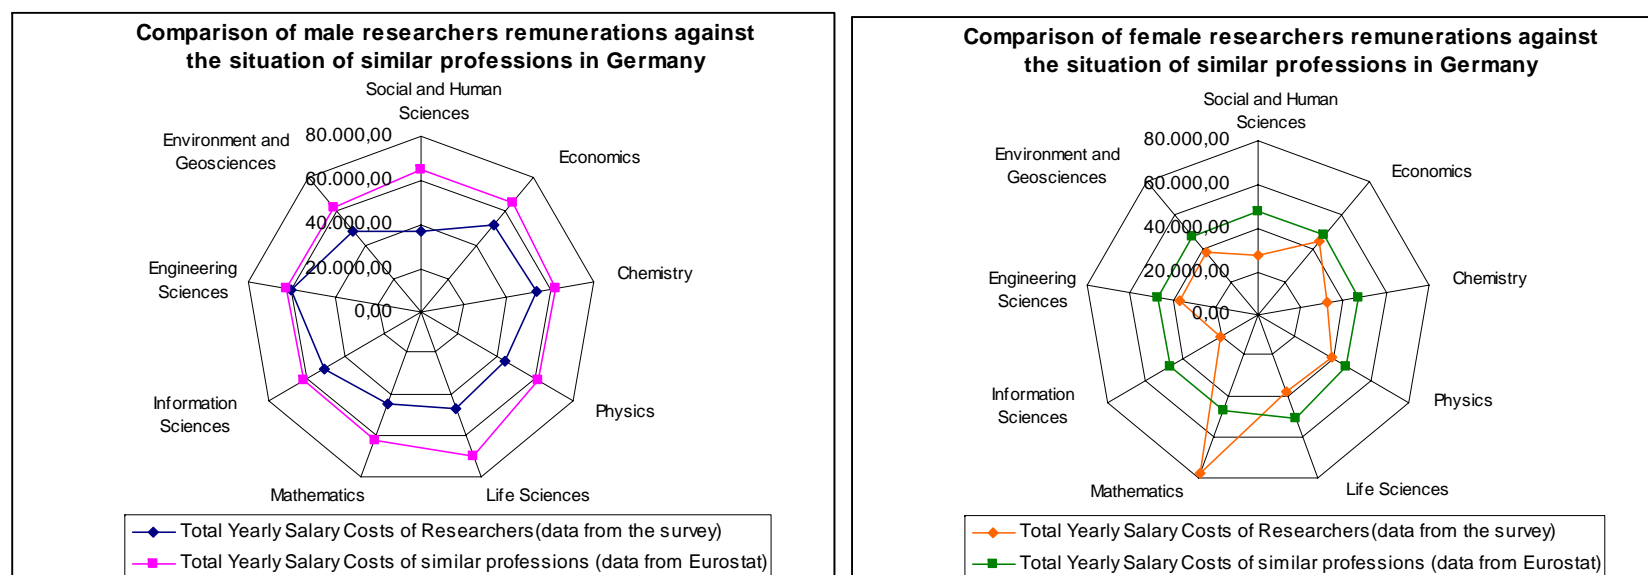 Comparison of male researchers remunerations against
the situation of similar professions in Germany
Social and Human
Sciences
Economics
Chemistry
Physics
Life Sciences
Mathematics
Information
Sciences
Engineering
Sciences
Environment and
Geosciences
80.000,00
60.000,00
40.000,00
20.000,00
0,00
Total Yearly Salary Costs of Researchers(data from the survey)
Total Yearly Salary Costs of similar professions (data from Eurostat)
Comparison of female researchers remunerations against
the situation of similar professions in Germany
Social and Human
Sciences
Economics
Chemistry
Physics
Life Sciences
Mathematics
Information
Sciences
Engineering
Sciences
Environment and
Geosciences
80.000,00
60.000,00
40.000,00
20.000,00
0,00
Total Yearly Salary Costs of Researchers(data from the survey)
Total Yearly Salary Costs of similar professions (data from Eurostat)